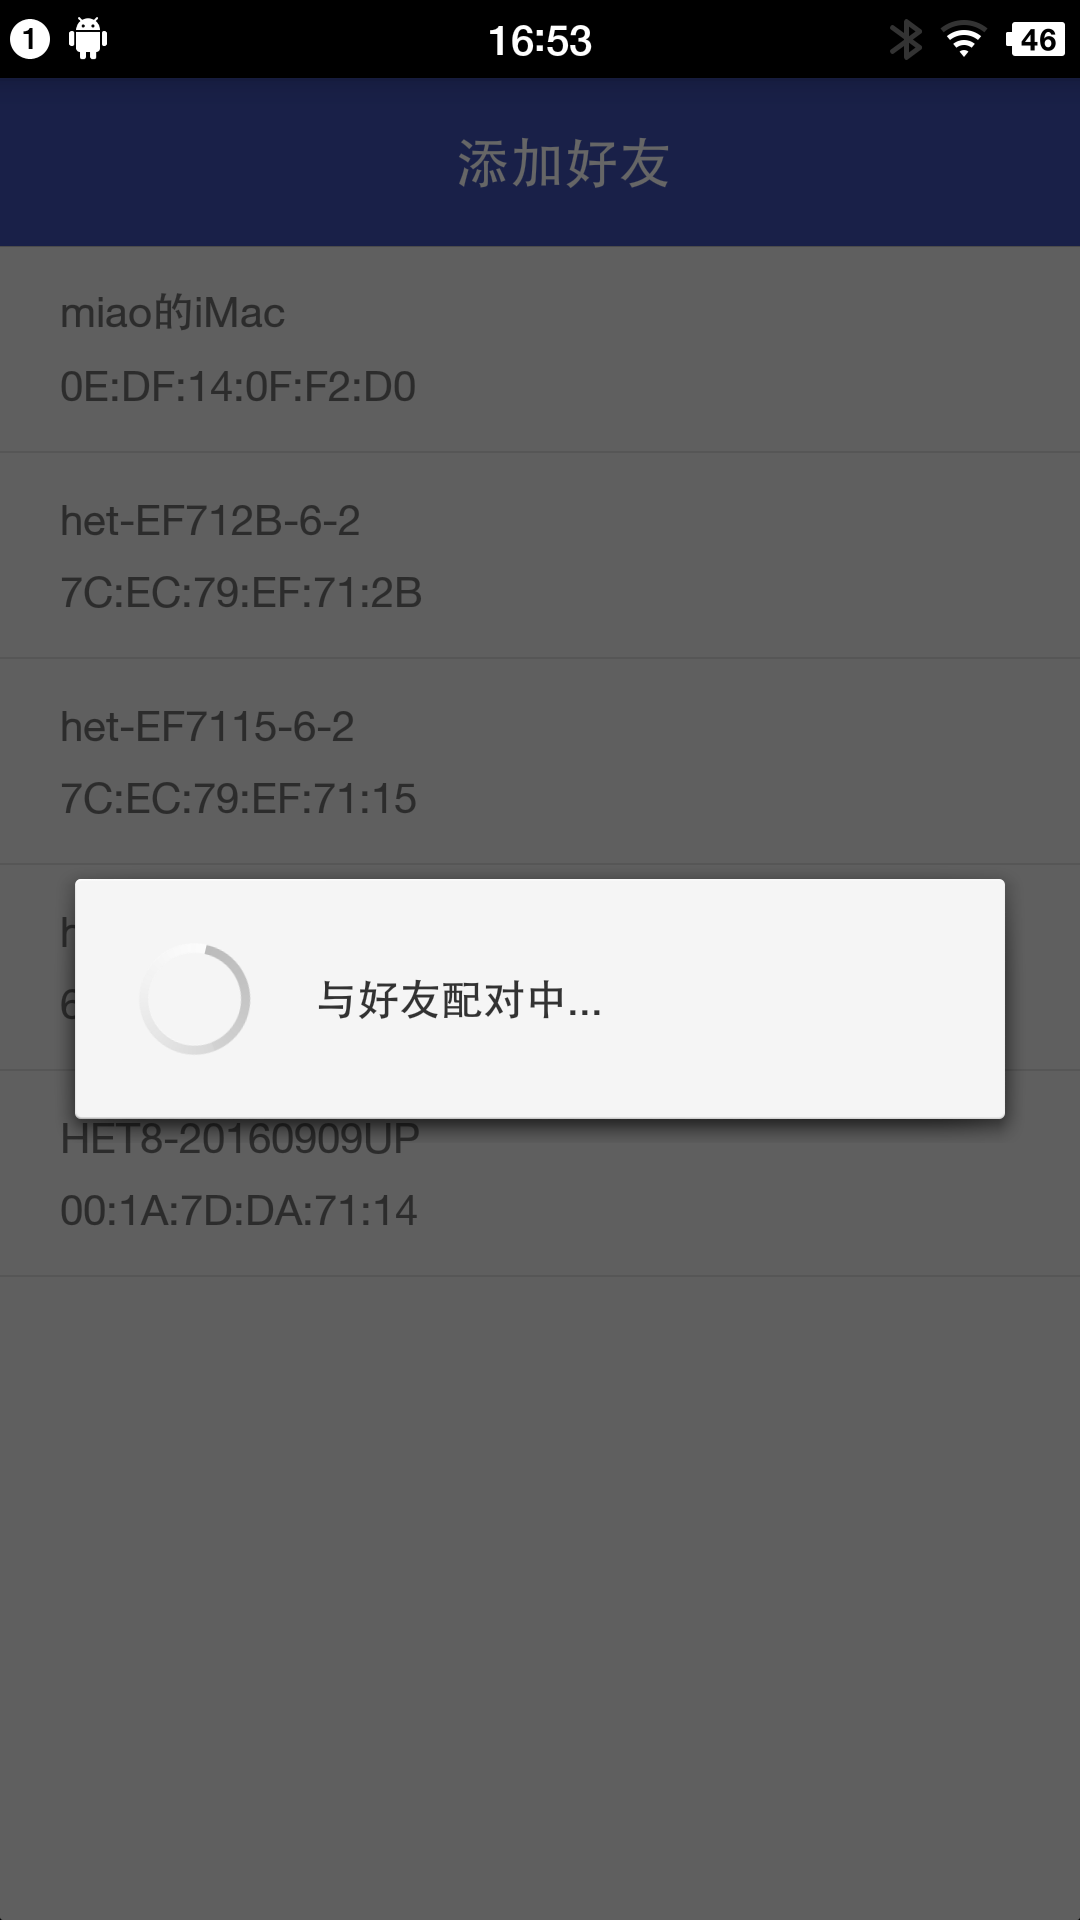 1
16:53
46
添加好友
miao的iMac
0E:DF:14:0F:F2:D0
het-EF712B-6-2
7C:EC:79:EF:71:2B
het-EF7115-6-2
7C:EC:79:EF:71:15
与好友配对中...
HET8-20160909UP
00:1A:7D:DA:71:14